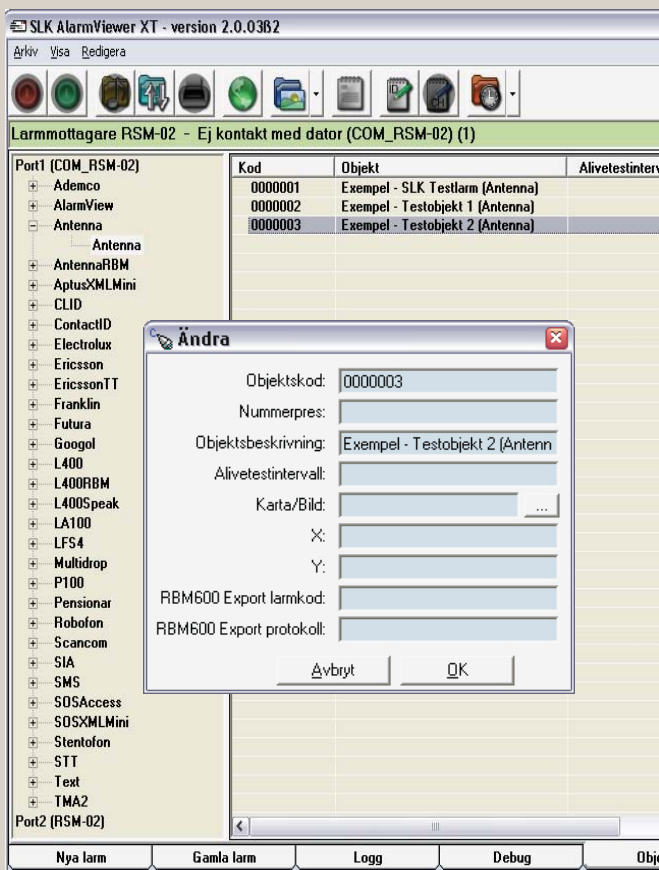 SLK AlarmViewer XT - version 2.0.03ß2
Arkiv Visa Redigera
Larmmottagare RSM-02 - Ej kontakt med dator (COM_RSM-02) (1)
Port1 (COM_RSM-02)
Ademco
AlarmView
Antenna
Antenna
AntennaRBM
AptusXMLMini
CLID
ContactID
Electrolux
Ericsson
EricssonTT
Franklin
Futura
Googol
L400
L400RBM
L400Speak
LA100
LFS4
Multidrop
P100
Pensionar
Robofon
Scancom
SIA
SMS
SOSAccess
SOSXMLMini
Stentofon
STT
Text
TMA2
Port2 (RSM-02)
Kod Objekt Alivetestinterv
0000001 Exempel - SLK Testlarm (Antenna)
0000002 Exempel - Testobjekt 1 (Antenna)
0000003 Exempel - Testobjekt 2 (Antenna)
Ändra
Objektskod: 0000003
Nummerpres:
Objektsbeskrivning: Exempel - Testobjekt 2 (Antenn
Alivetestintervall:
Karta/Bild: ...
X:
Y:
RBM600 Export larmkod:
RBM600 Export protokoll:
Avbryt OK
Nya larm Gamla larm Logg Debug Obje